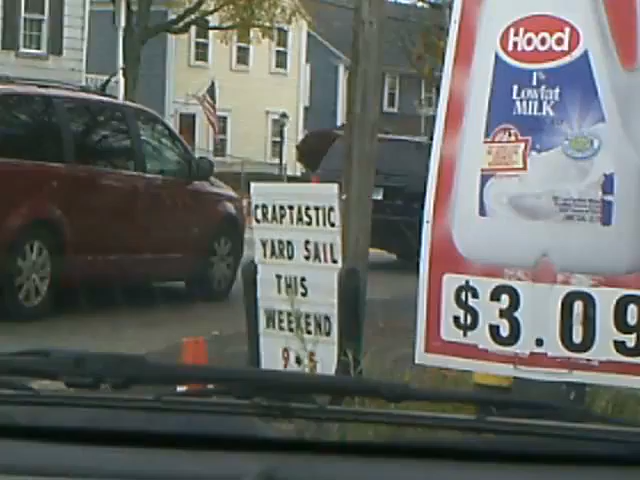 CRAPTASTIC
YARD SAIL
THIS
WEEKEND
9-5
Hood
1%
Lowfat
MILK
$3.09